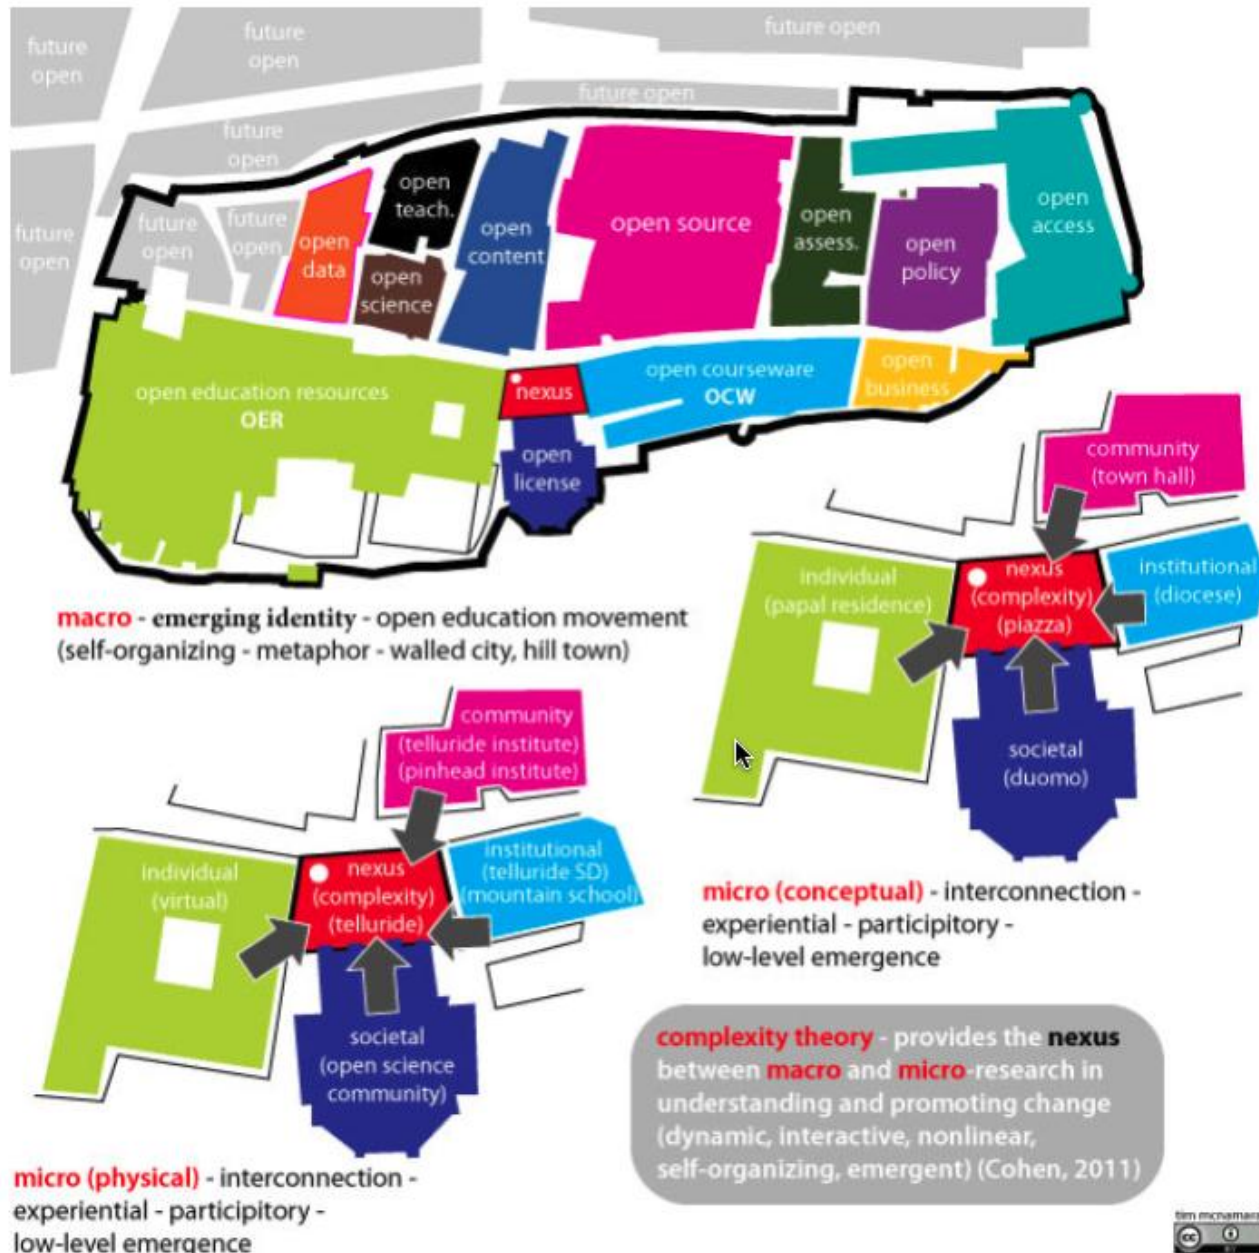 future
open
future
open
future open
future open
future
open
future
open
future
open
future
open
open
data
open
teach.
open
science
open
content
open source
open
assess.
open
policy
open
access
open education resources
OER
nexus
open courseware
OCW
open
business
open
license
macro - emerging identity - open education movement
(self-organizing - metaphor - walled city, hill town)
community
(town hall)
individual
(papal residence)
nexus
(complexity)
(piazza)
institutional
(diocese)
societal
(duomo)
micro (conceptual) - interconnection -
experiential - participitory -
low-level emergence
community
(telluride institute)
(pinhead institute)
individual
(virtual)
nexus
(complexity)
(telluride)
institutional
(telluride SD)
(mountain school)
societal
(open science
community)
micro (physical) - interconnection -
experiential - participitory -
low-level emergence
complexity theory - provides the nexus
between macro and micro-research in
understanding and promoting change
(dynamic, interactive, nonlinear,
self-organizing, emergent) (Cohen, 2011)
tim mcnamara
cc